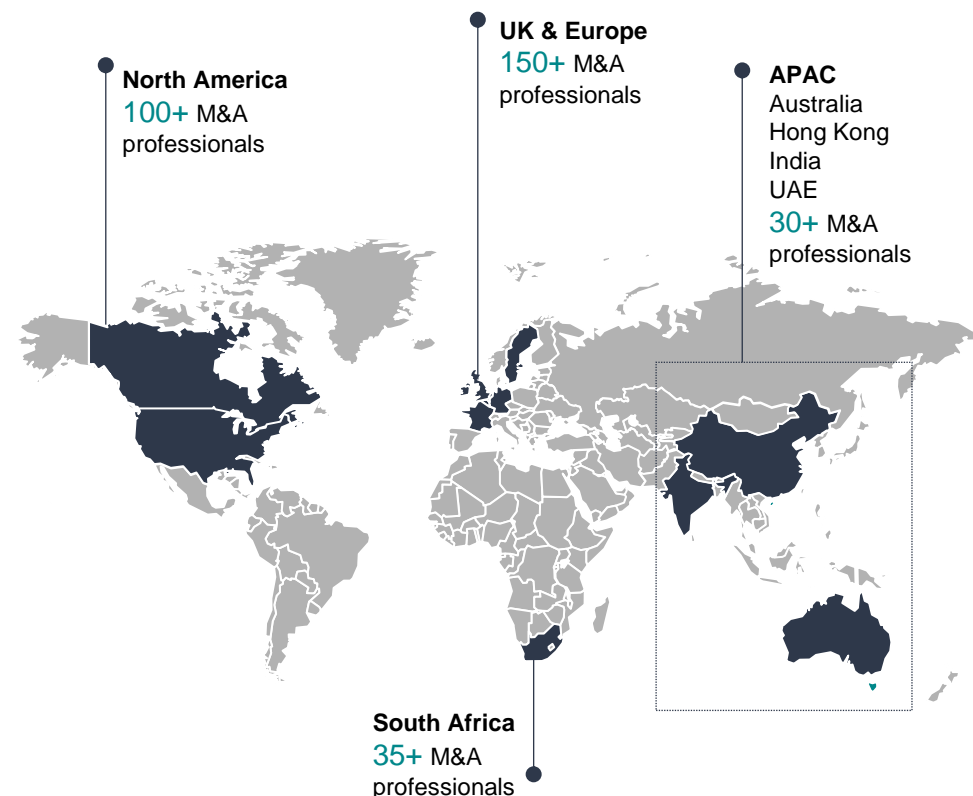 North America
100+ M&A
professionals
UK & Europe
150+ M&A
professionals
APAC
Australia
Hong Kong
India
UAE
30+ M&A
professionals
South Africa
35+ M&A
professionals